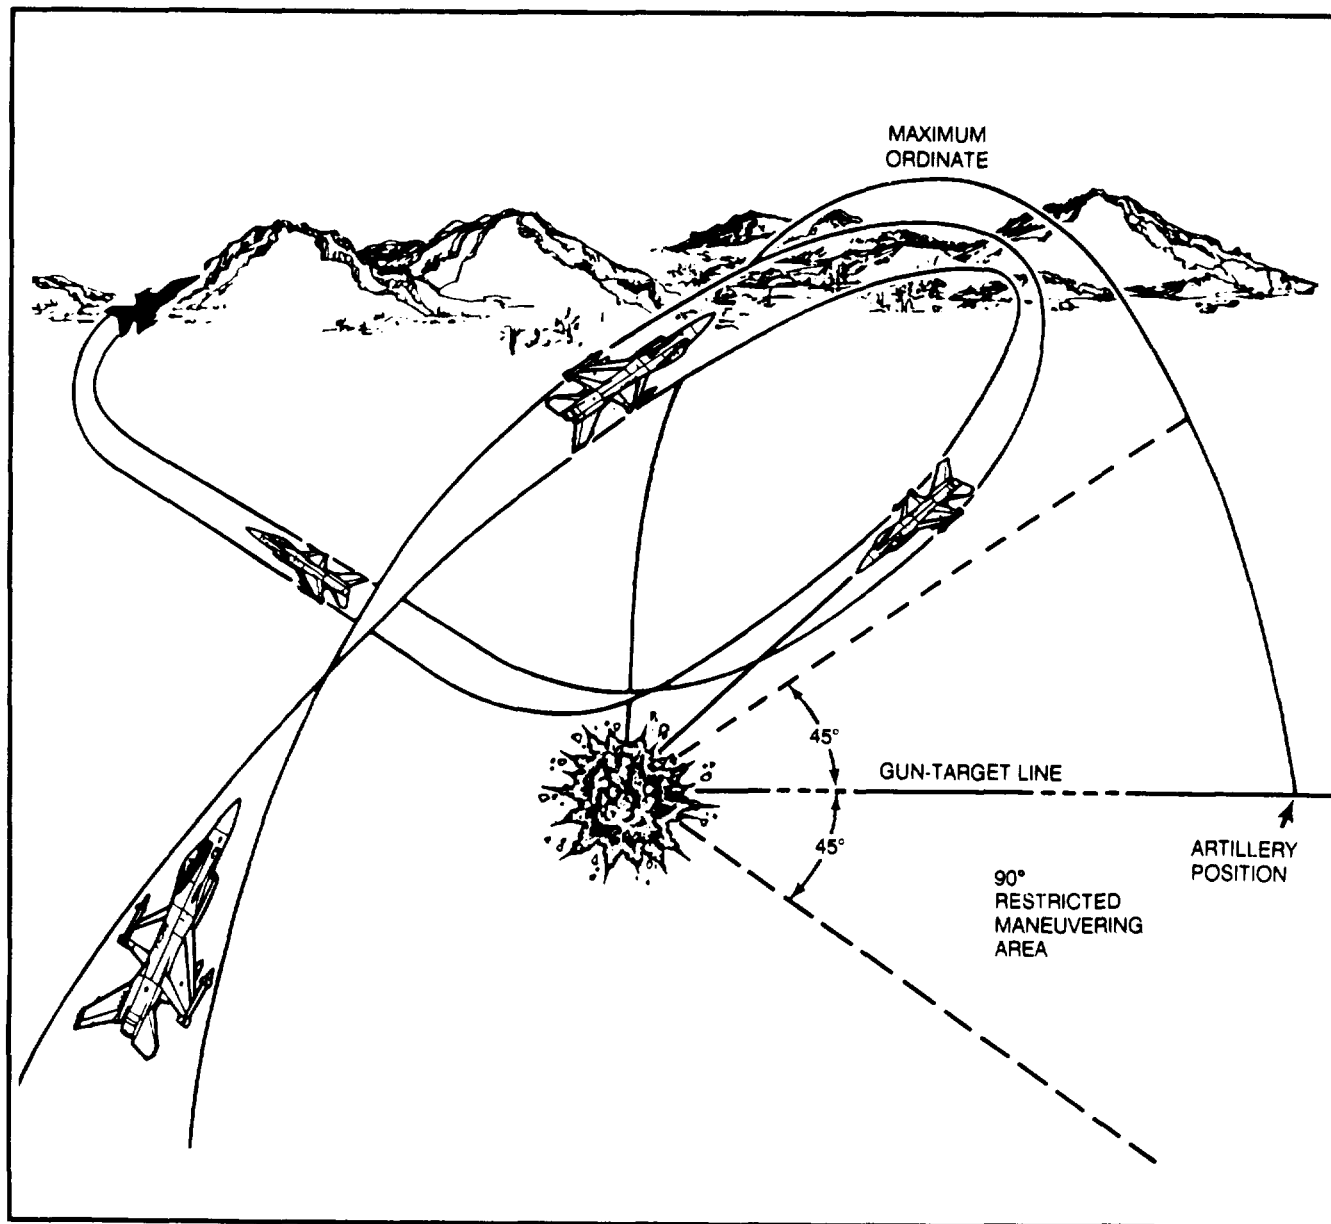 MAXIMUM
ORDINATE
45°
GUN-TARGET LINE
45°
ARTILLERY
POSITION
90°
RESTRICTED
MANEUVERING
AREA